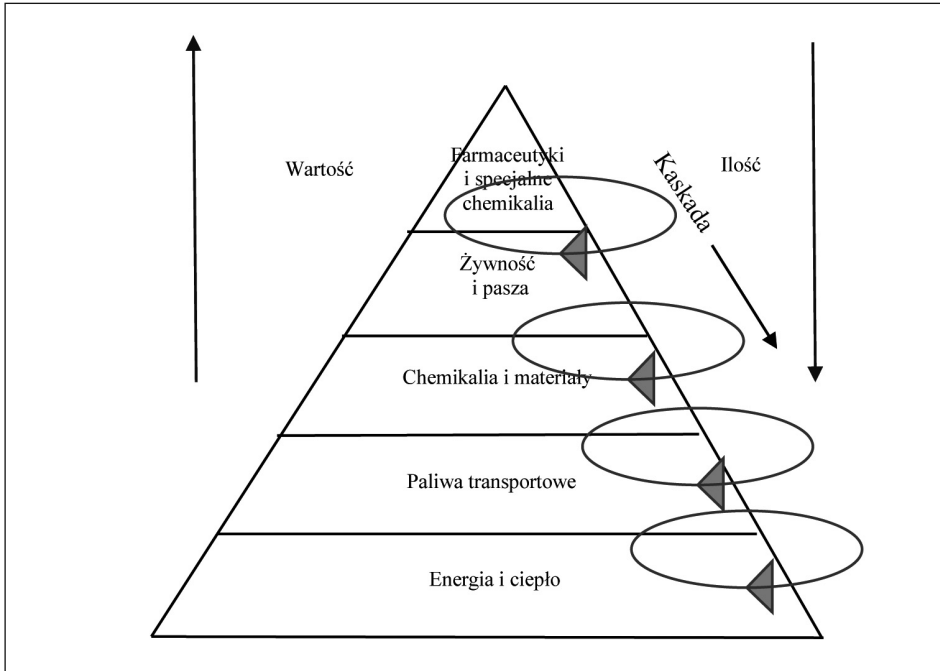 Wartość
Farmaceutyki
i specjalne
chemikalia
Kaskada
Ilość
Żywność
i pasza
Chemikalia i materiały
Paliwa transportowe
Energia i ciepło